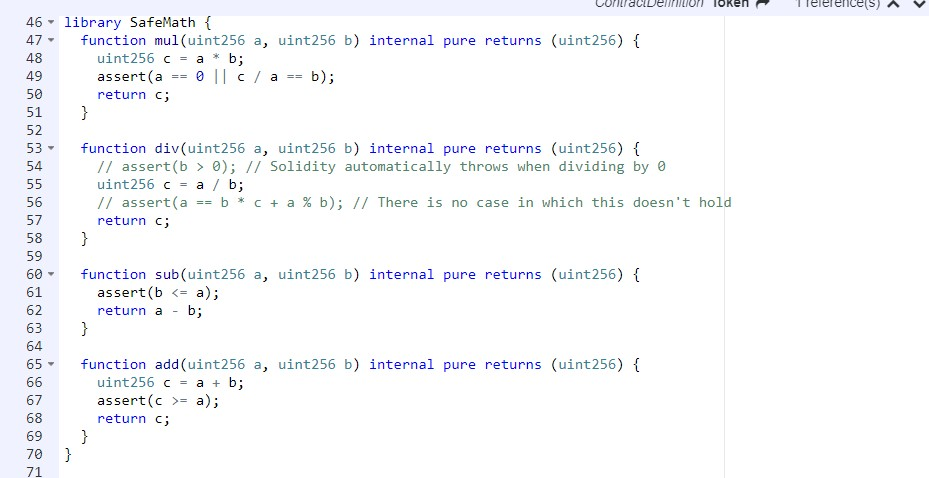 ContractDefinition Token 1 reference(s)
46 library SafeMath {
47 function mul(uint256 a, uint256 b) internal pure returns (uint256) {
48 uint256 c = a * b;
49 assert(a == 0 || c / a == b);
50 return c;
51 }
52
53 function div(uint256 a, uint256 b) internal pure returns (uint256) {
54 // assert(b > 0); // Solidity automatically throws when dividing by 0
55 uint256 c = a / b;
56 // assert(a == b * c + a % b); // There is no case in which this doesn't hold
57 return c;
58 }
59
60 function sub(uint256 a, uint256 b) internal pure returns (uint256) {
61 assert(b <= a);
62 return a - b;
63 }
64
65 function add(uint256 a, uint256 b) internal pure returns (uint256) {
66 uint256 c = a + b;
67 assert(c >= a);
68 return c;
69 }
70 }
71